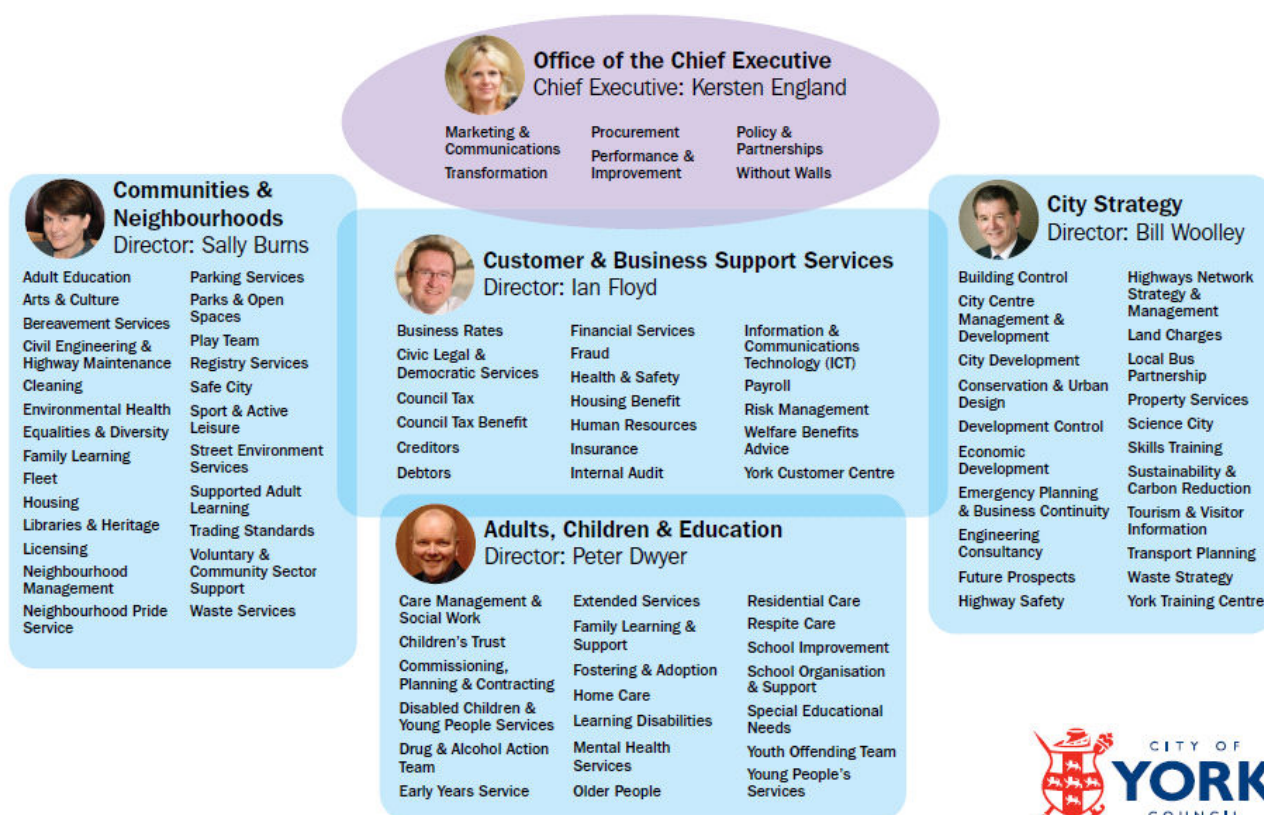 Office of the Chief Executive
Chief Executive: Kersten England
Marketing &
Communications
Transformation
Procurement
Performance &
Improvement
Policy &
Partnerships
Without Walls
Communities &
Neighbourhoods
Director: Sally Burns
Adult Education
Arts & Culture
Bereavement Services
Civil Engineering &
Highway Maintenance
Cleaning
Environmental Health
Equalities & Diversity
Family Learning
Fleet
Housing
Libraries & Heritage
Licensing
Neighbourhood
Management
Neighbourhood Pride
Service
Parking Services
Parks & Open
Spaces
Play Team
Registry Services
Safe City
Sport & Active
Leisure
Street Environment
Services
Supported Adult
Learning
Trading Standards
Voluntary &
Community Sector
Support
Waste Services
Customer & Business Support Services
Director: Ian Floyd
Business Rates
Civic Legal &
Democratic Services
Council Tax
Council Tax Benefit
Creditors
Debtors
Financial Services
Fraud
Health & Safety
Housing Benefit
Human Resources
Insurance
Internal Audit
Information &
Communications
Technology (ICT)
Payroll
Risk Management
Welfare Benefits
Advice
York Customer Centre
City Strategy
Director: Bill Woolley
Building Control
City Centre
Management &
Development
City Development
Conservation & Urban
Design
Development Control
Economic
Development
Emergency Planning
& Business Continuity
Engineering
Consultancy
Future Prospects
Highway Safety
Highways Network
Strategy &
Management
Land Charges
Local Bus
Partnership
Property Services
Science City
Skills Training
Sustainability &
Carbon Reduction
Tourism & Visitor
Information
Transport Planning
Waste Strategy
York Training Centre
Adults, Children & Education
Director: Peter Dwyer
Care Management &
Social Work
Children's Trust
Commissioning,
Planning & Contracting
Disabled Children &
Young People Services
Drug & Alcohol Action
Team
Early Years Service
Extended Services
Family Learning &
Support
Fostering & Adoption
Home Care
Learning Disabilities
Mental Health
Services
Older People
Residential Care
Respite Care
School Improvement
School Organisation
& Support
Special Educational
Needs
Youth Offending Team
Young People's
Services
CITY OF
YORK
COUNCIL